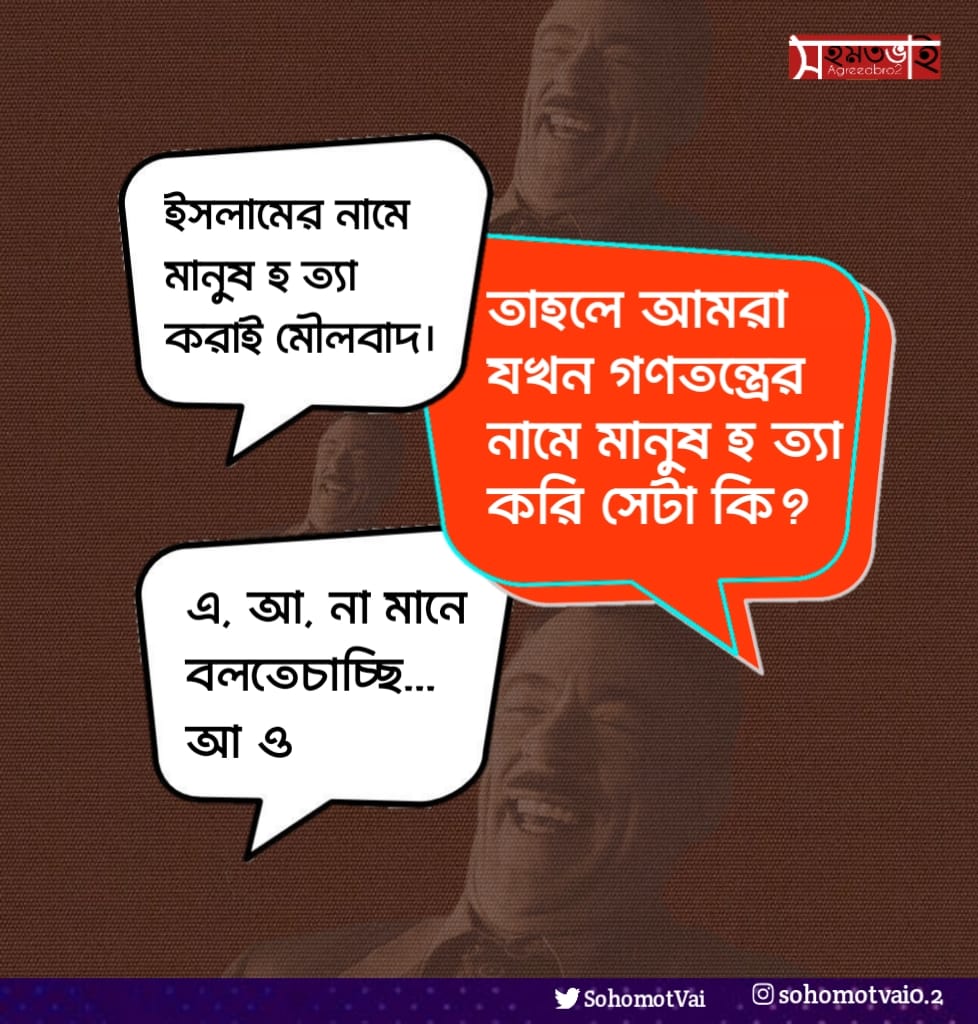 সহমতভাই
Agreeabro2
ইসলামের নামে
মানুষ হ ত্যা
করাই মৌলবাদ।
তাহলে আমরা
যখন গণতন্ত্রের
নামে মানুষ হ ত্যা
করি সেটা কি?
এ, আ, না মানে
বলতেচাচ্ছি...
আ ও
SohomotVai
sohomotvai0.2